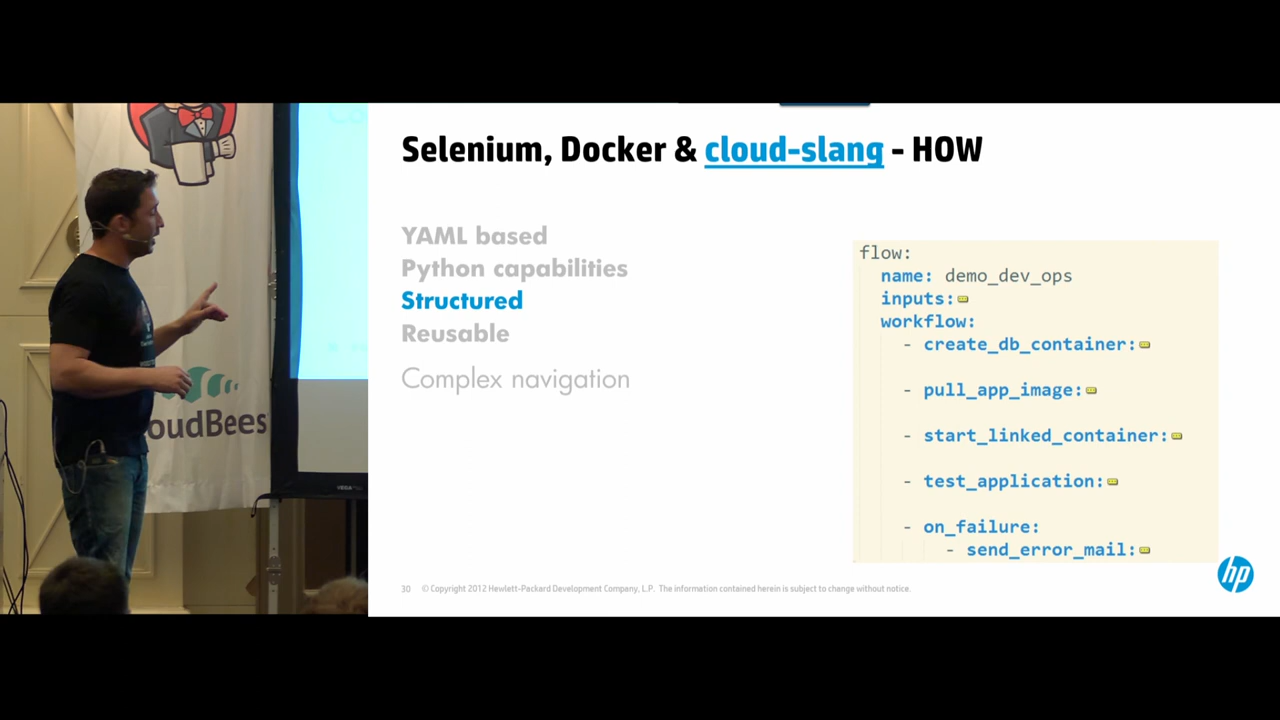 oudBees
Selenium, Docker & cloud-slang - HOW
YAML based
Python capabilities
Structured
Reusable
Complex navigation
flow:
name: demo_dev_ops
inputs:
workflow:
- create_db_container:
- pull_app_image:
- start_linked_container:
- test_application:
- on_failure:
- send_error_mail:
30 © Copyright 2012 Hewlett-Packard Development Company, L.P. The information contained herein is subject to change without notice.
hp